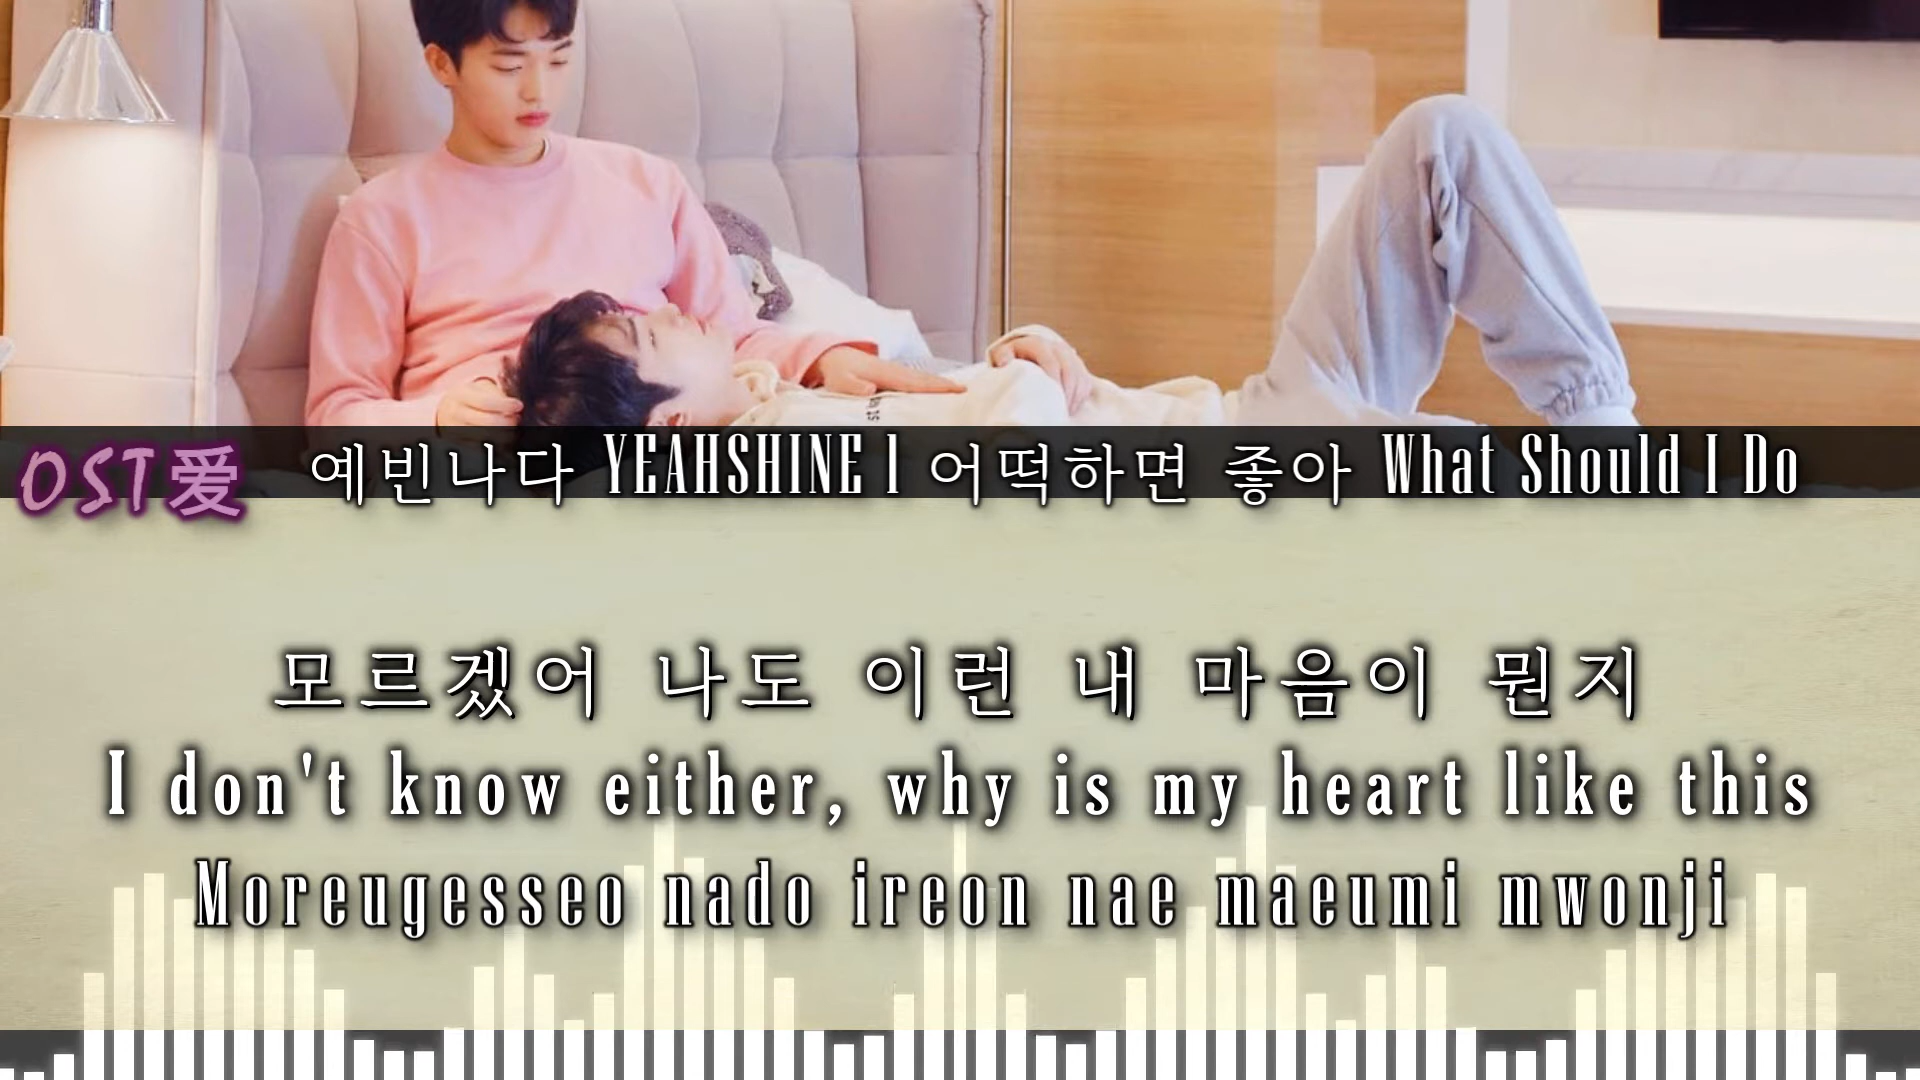 OST爱 예빈나다 YEAHSHINE l 어떡하면 좋아 What Should I Do
모르겠어 나도 이런 내 마음이 뭔지
I don't know either, why is my heart like this
Moreugesseo nado ireon nae maeumi mwonji